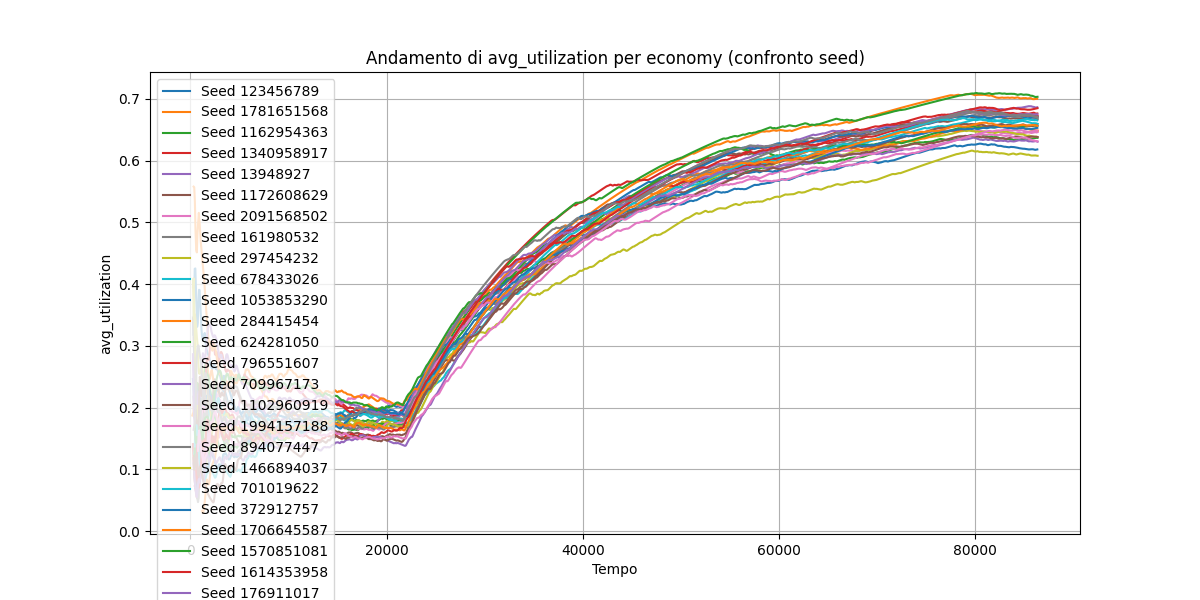 Andamento di avg_utilization per economy (confronto seed)
avg_utilization
0.7
0.6
0.5
0.4
0.3
0.2
0.1
0.0
Seed 123456789
Seed 1781651568
Seed 1162954363
Seed 1340958917
Seed 13948927
Seed 1172608629
Seed 2091568502
Seed 161980532
Seed 297454232
Seed 678433026
Seed 1053853290
Seed 284415454
Seed 624281050
Seed 796551607
Seed 709967173
Seed 1102960919
Seed 1994157188
Seed 894077447
Seed 1466894037
Seed 701019622
Seed 372912757
Seed 1706645587
Seed 1570851081
Seed 1614353958
Seed 176911017
0 20000 40000 60000 80000
Tempo